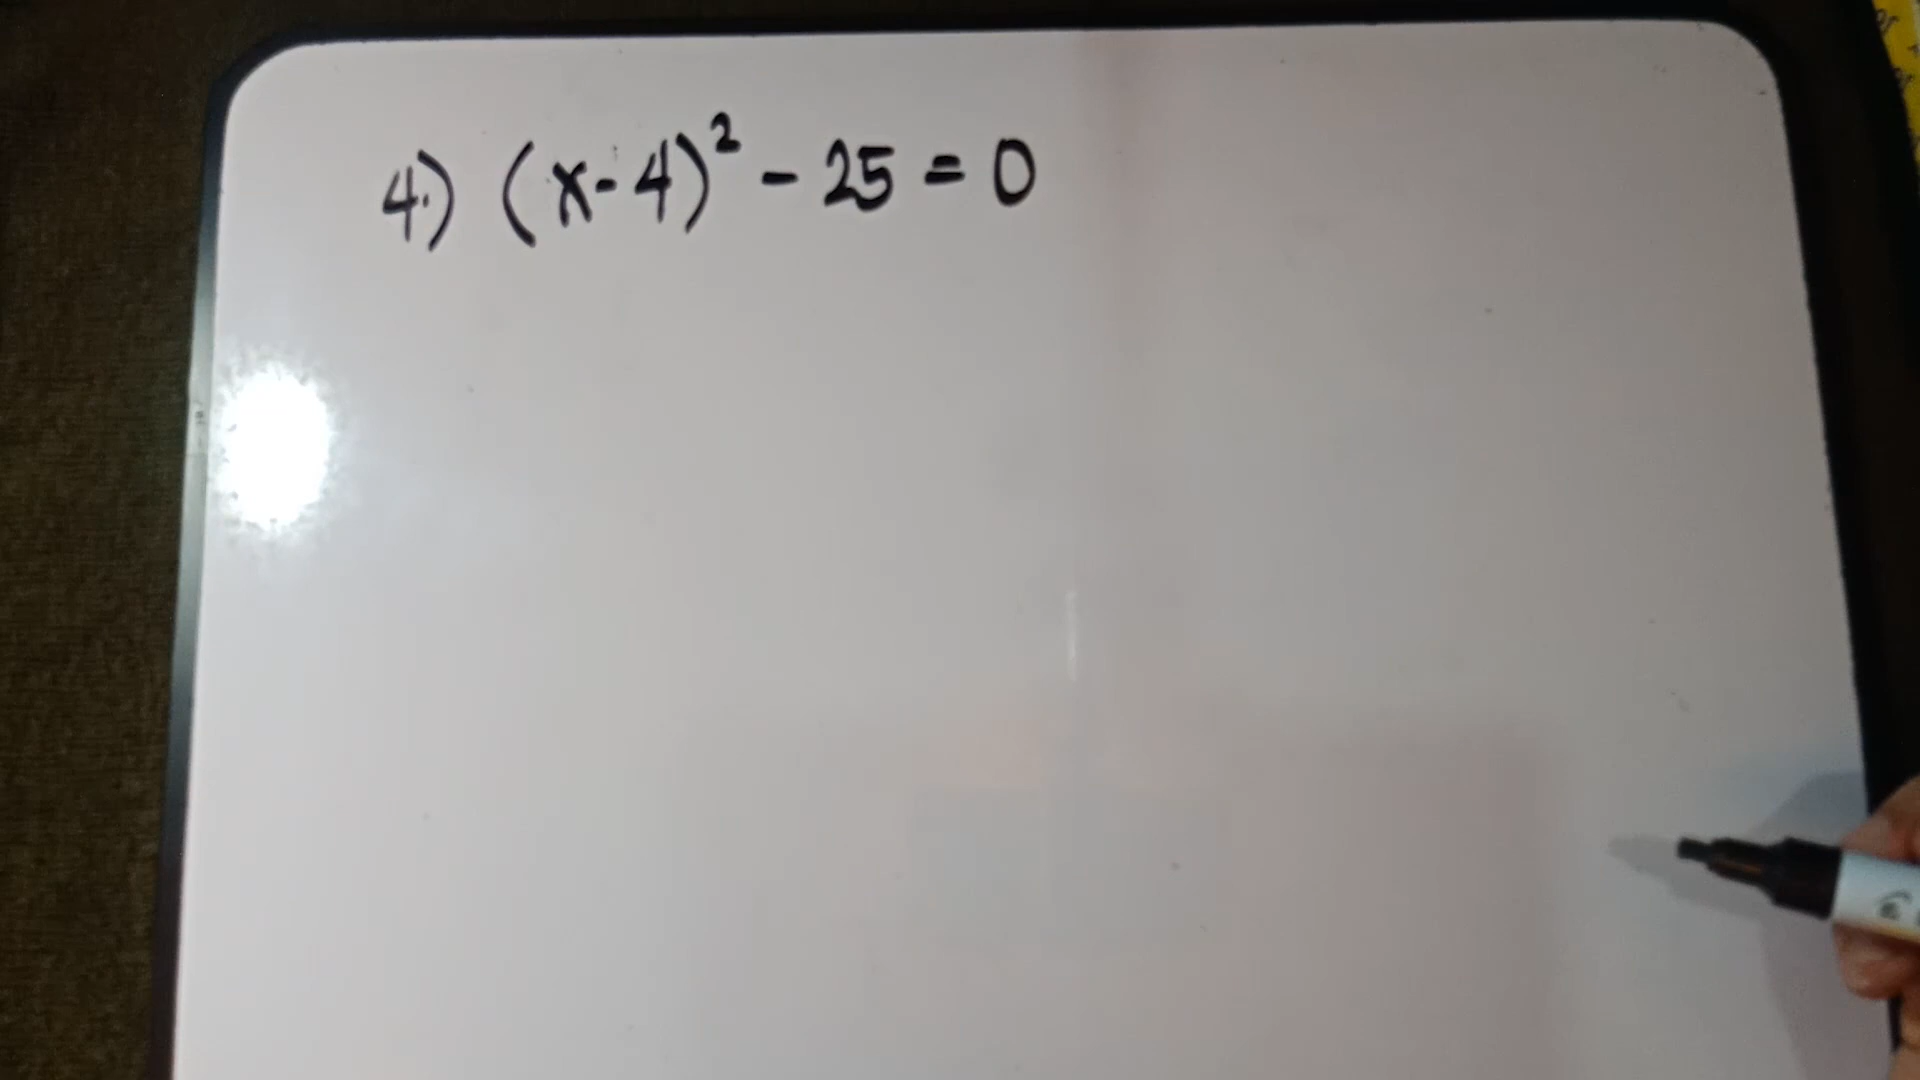 4.) (x-4)² - 25 = 0